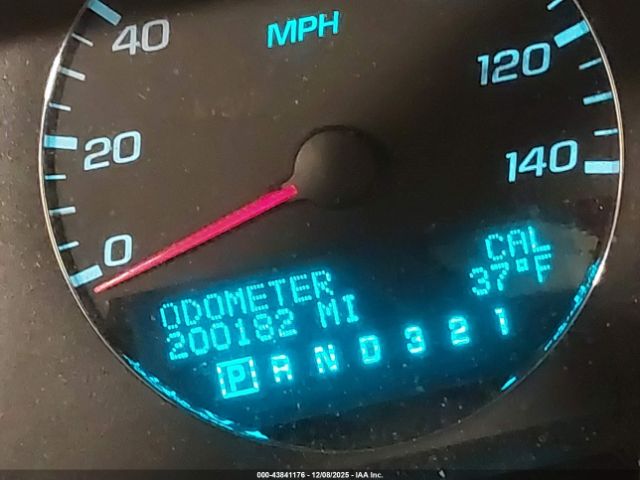 MPH
40
120
20
140
0
CAL
ODOMETER 37°F
200182 MI
P R N D 3 2 1
000-43841176 - 12/08/2025 - IAA Inc.